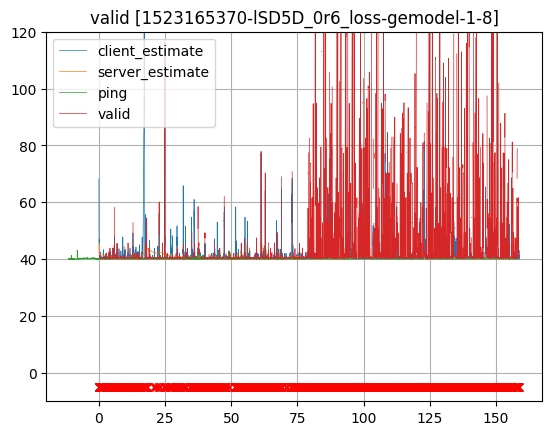 valid [1523165370-lSD5D_0r6_loss-gemodel-1-8]
client_estimate
server_estimate
ping
valid
120
100
80
60
40
20
0
0 25 50 75 100 125 150